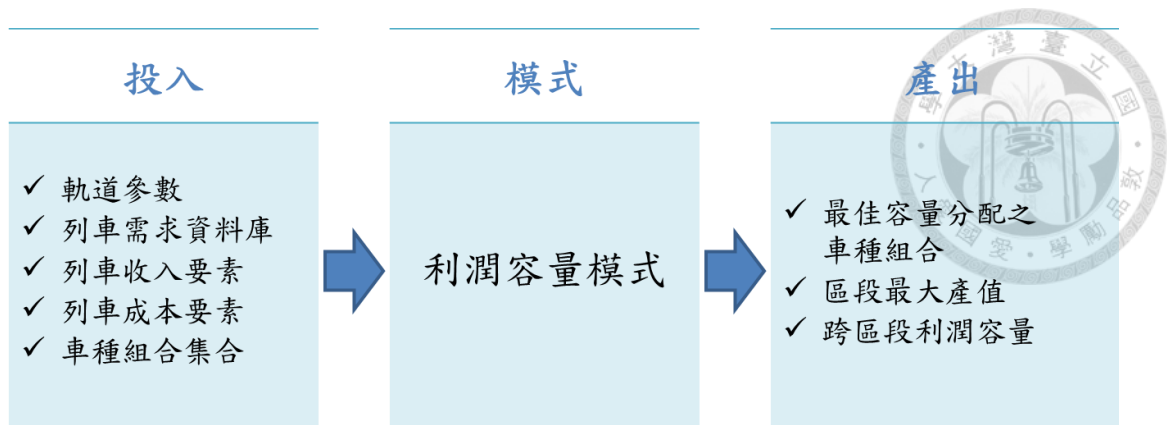 投入
軌道參數
列車需求資料庫
列車收入要素
列車成本要素
車種組合集合
模式
利潤容量模式
產出
最佳容量分配之
車種組合
區段最大產值
跨區段利潤容量